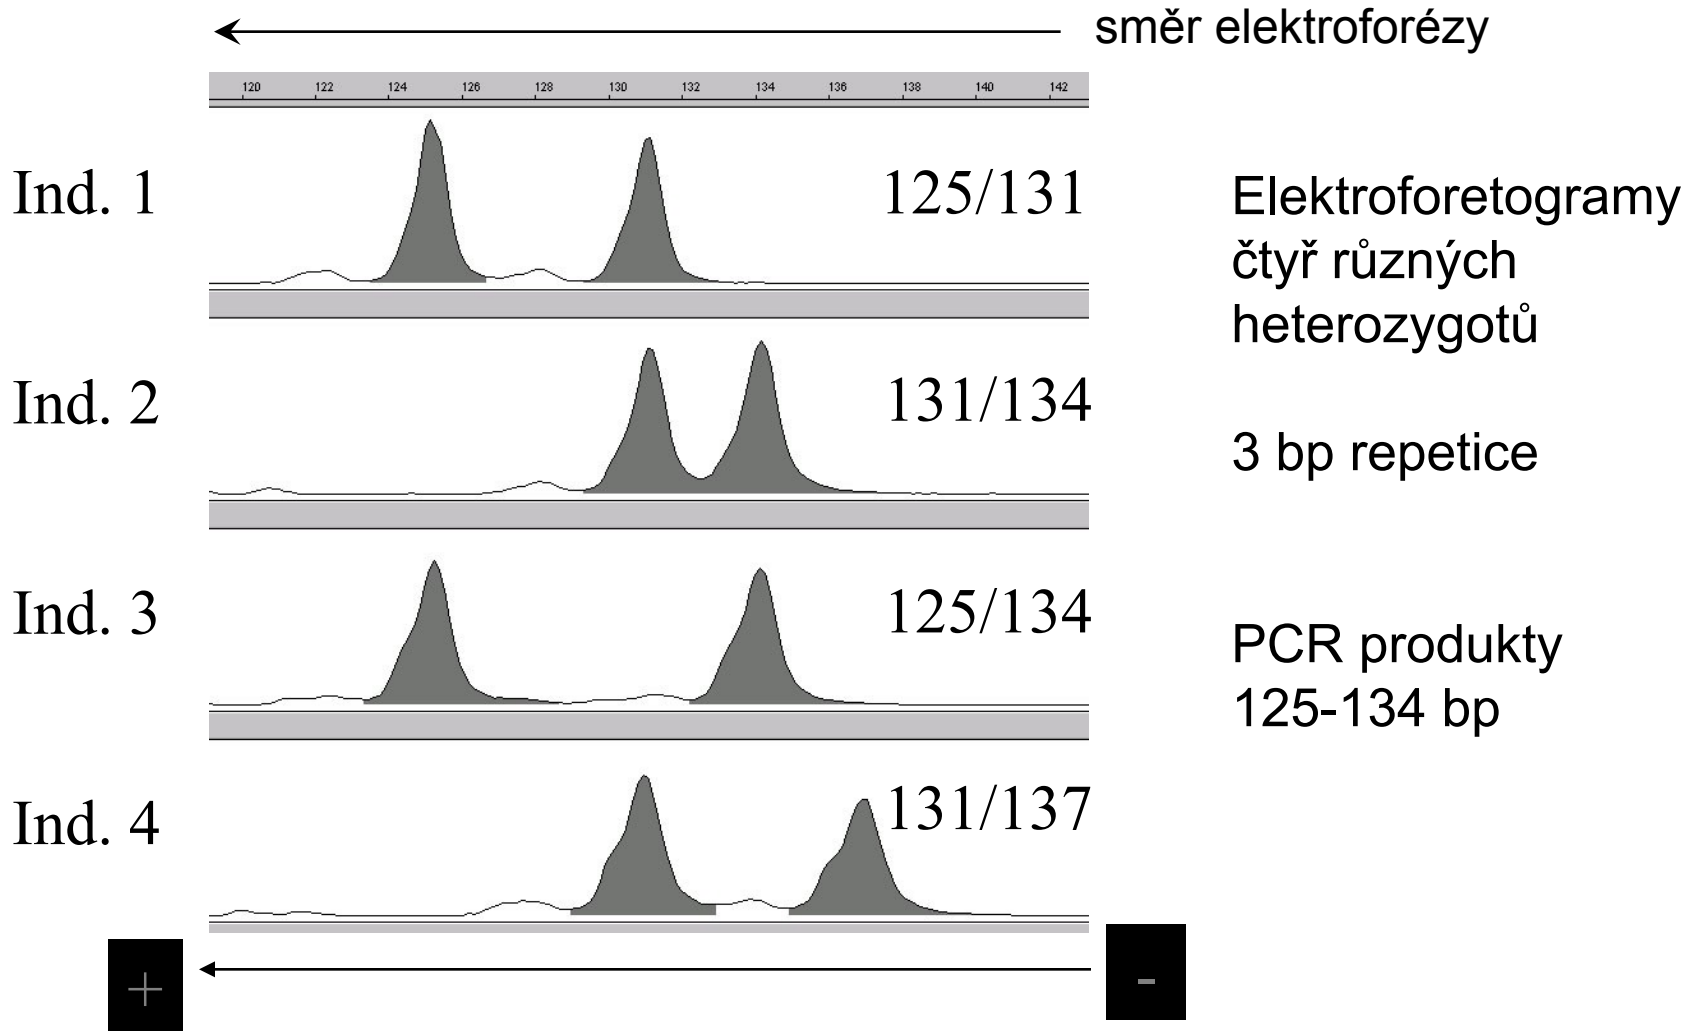 směr elektroforézy
120 122 124 126 128 130 132 134 136 138 140 142
Ind. 1
125/131
Elektroforetogramy
čtyř různých
heterozygotů
Ind. 2
131/134
3 bp repetice
Ind. 3
125/134
PCR produkty
125-134 bp
Ind. 4
131/137
+
-